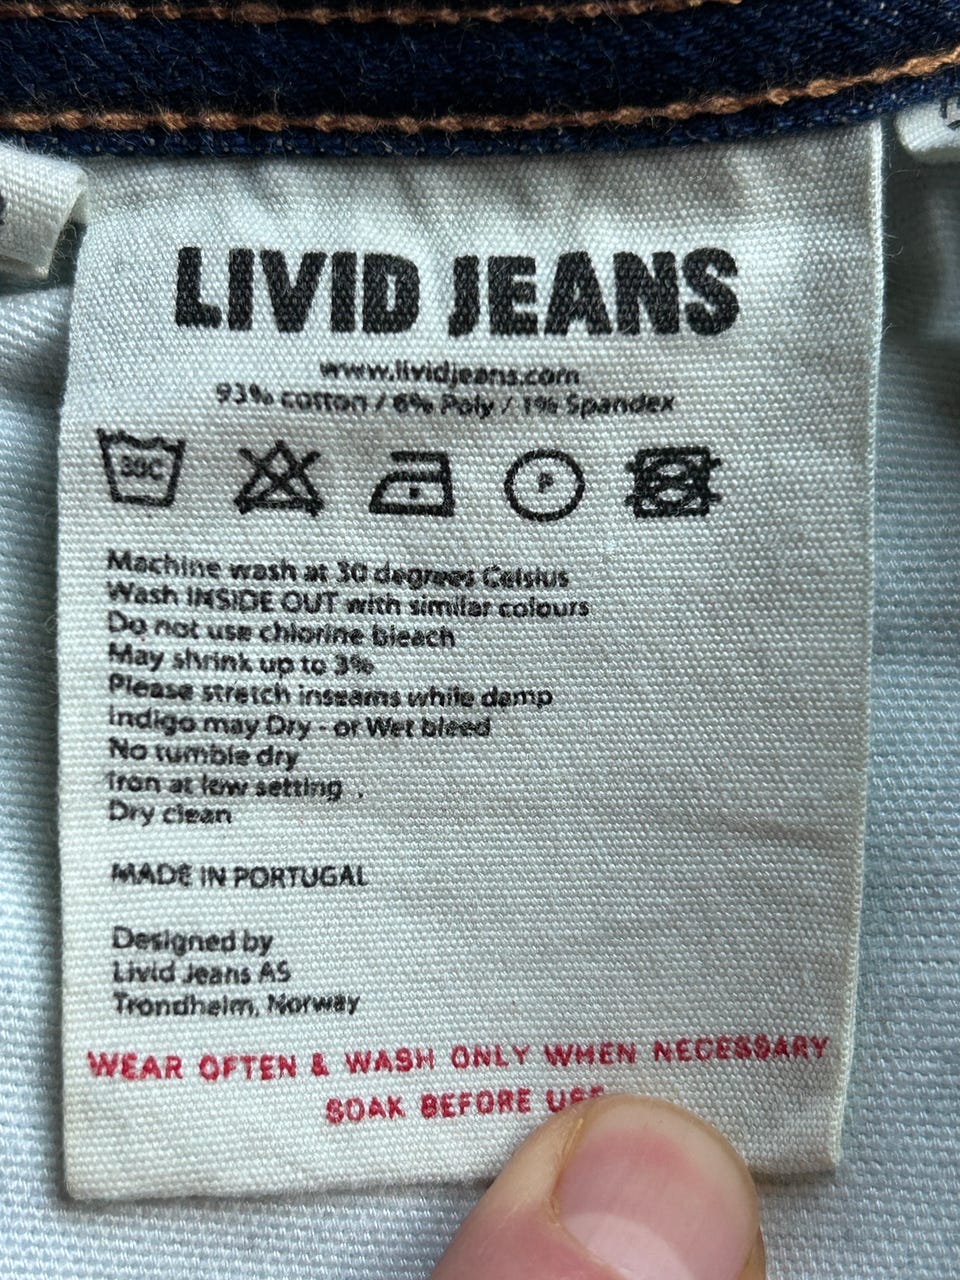 LIVID JEANS
www.lividjeans.com
93% cotton / 6% Poly / 1% Spandex
30C
P
Machine wash at 30 degrees Celsius
Wash INSIDE OUT with similar colours
Do not use chlorine bleach
May shrink up to 3%
Please stretch inseams while damp
Indigo may Dry - or Wet bleed
No tumble dry
Iron at low setting .
Dry clean
MADE IN PORTUGAL
Designed by
Livid Jeans AS
Trondheim, Norway
WEAR OFTEN & WASH ONLY WHEN NECESSARY
SOAK BEFORE USE